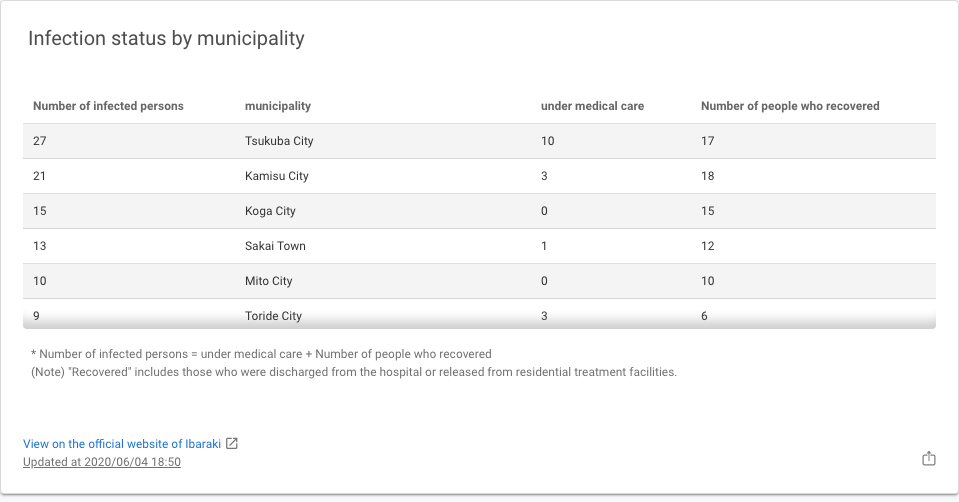 Infection status by municipality
Number of infected persons municipality under medical care Number of people who recovered
27 Tsukuba City 10 17
21 Kamisu City 3 18
15 Koga City 0 15
13 Sakai Town 1 12
10 Mito City 0 10
9 Toride City 3 6
* Number of infected persons = under medical care + Number of people who recovered
(Note) "Recovered" includes those who were discharged from the hospital or released from residential treatment facilities.
View on the official website of Ibaraki
Updated at 2020/06/04 18:50